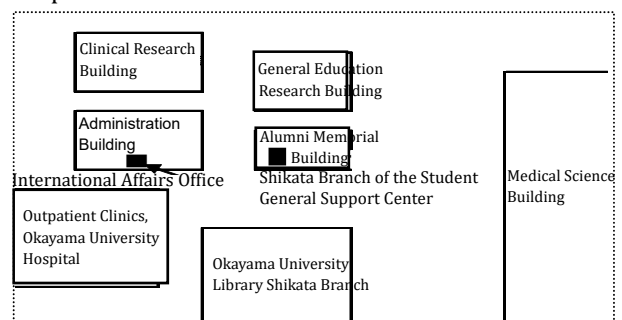 Clinical Research
Building
General Education
Research Building
Administration
Building
Alumni Memorial
Building
International Affairs Office
Shikata Branch of the Student
General Support Center
Medical Science
Building
Outpatient Clinics,
Okayama University
Hospital
Okayama University
Library Shikata Branch